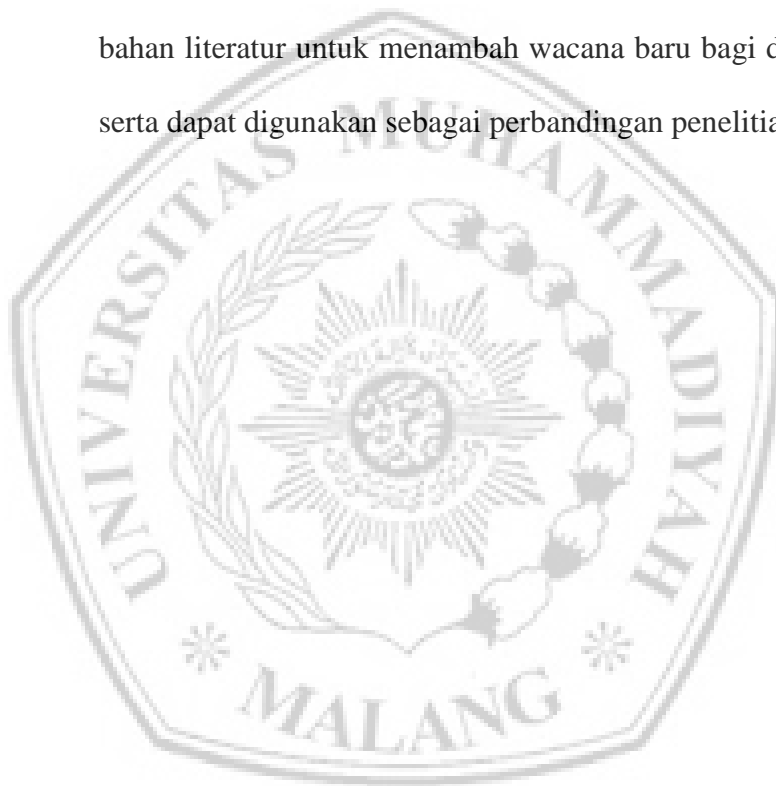 bahan literatur untuk menambah wacana baru bagi d
serta dapat digunakan sebagai perbandingan penelitia
UNIVERSITAS MUHAMMADIYAH
MALANG